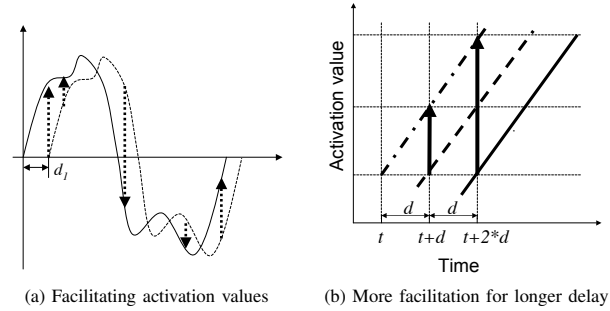 d1
(a) Facilitating activation values
Activation value
d
d
t
t+d
t+2*d
Time
(b) More facilitation for longer delay